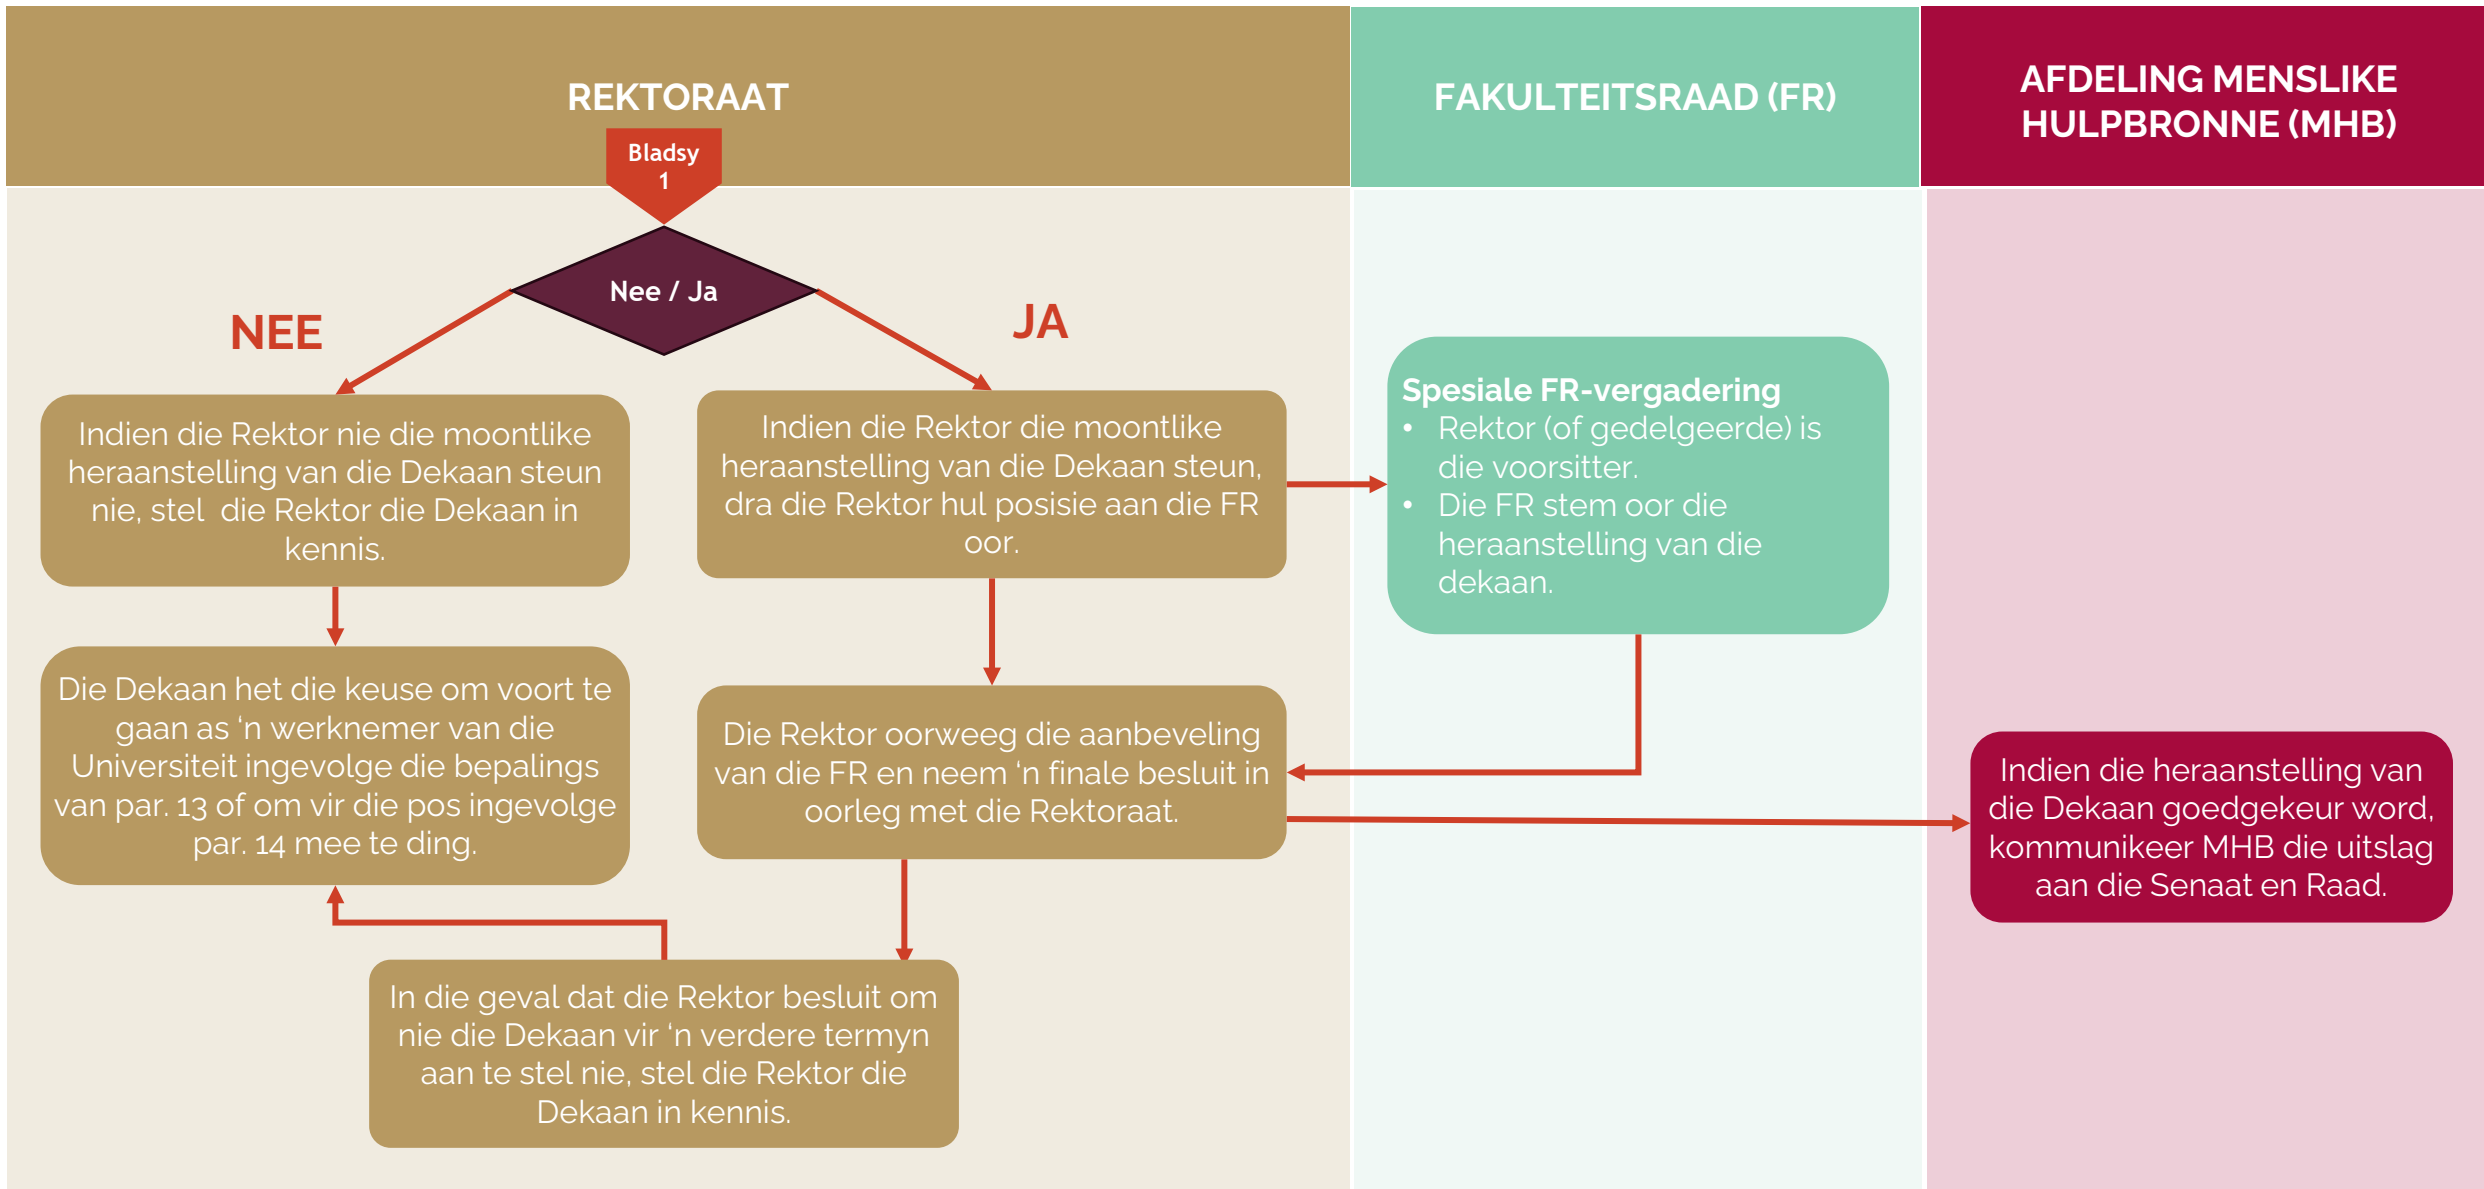 REKTORAAT
FAKULTEITSRAAD (FR)
AFDELING MENSLIKE
HULPBRONNE (MHB)
Bladsy
1
Nee / Ja
NEE
JA
Indien die Rektor nie die moontlike
heraanstelling van die Dekaan steun
nie, stel  die Rektor die Dekaan in
kennis.
Indien die Rektor die moontlike
heraanstelling van die Dekaan steun,
dra die Rektor hul posisie aan die FR
oor.
Spesiale FR-vergadering
• Rektor (of gedelgeerde) is
die voorsitter.
• Die FR stem oor die
heraanstelling van die
dekaan.
Die Dekaan het die keuse om voort te
gaan as ‘n werknemer van die
Universiteit ingevolge die bepalings
van par. 13 of om vir die pos ingevolge
par. 14 mee te ding.
Die Rektor oorweeg die aanbeveling
van die FR en neem ‘n finale besluit in
oorleg met die Rektoraat.
Indien die heraanstelling van
die Dekaan goedgekeur word,
kommunikeer MHB die uitslag
aan die Senaat en Raad.
In die geval dat die Rektor besluit om
nie die Dekaan vir ‘n verdere termyn
aan te stel nie, stel die Rektor die
Dekaan in kennis.